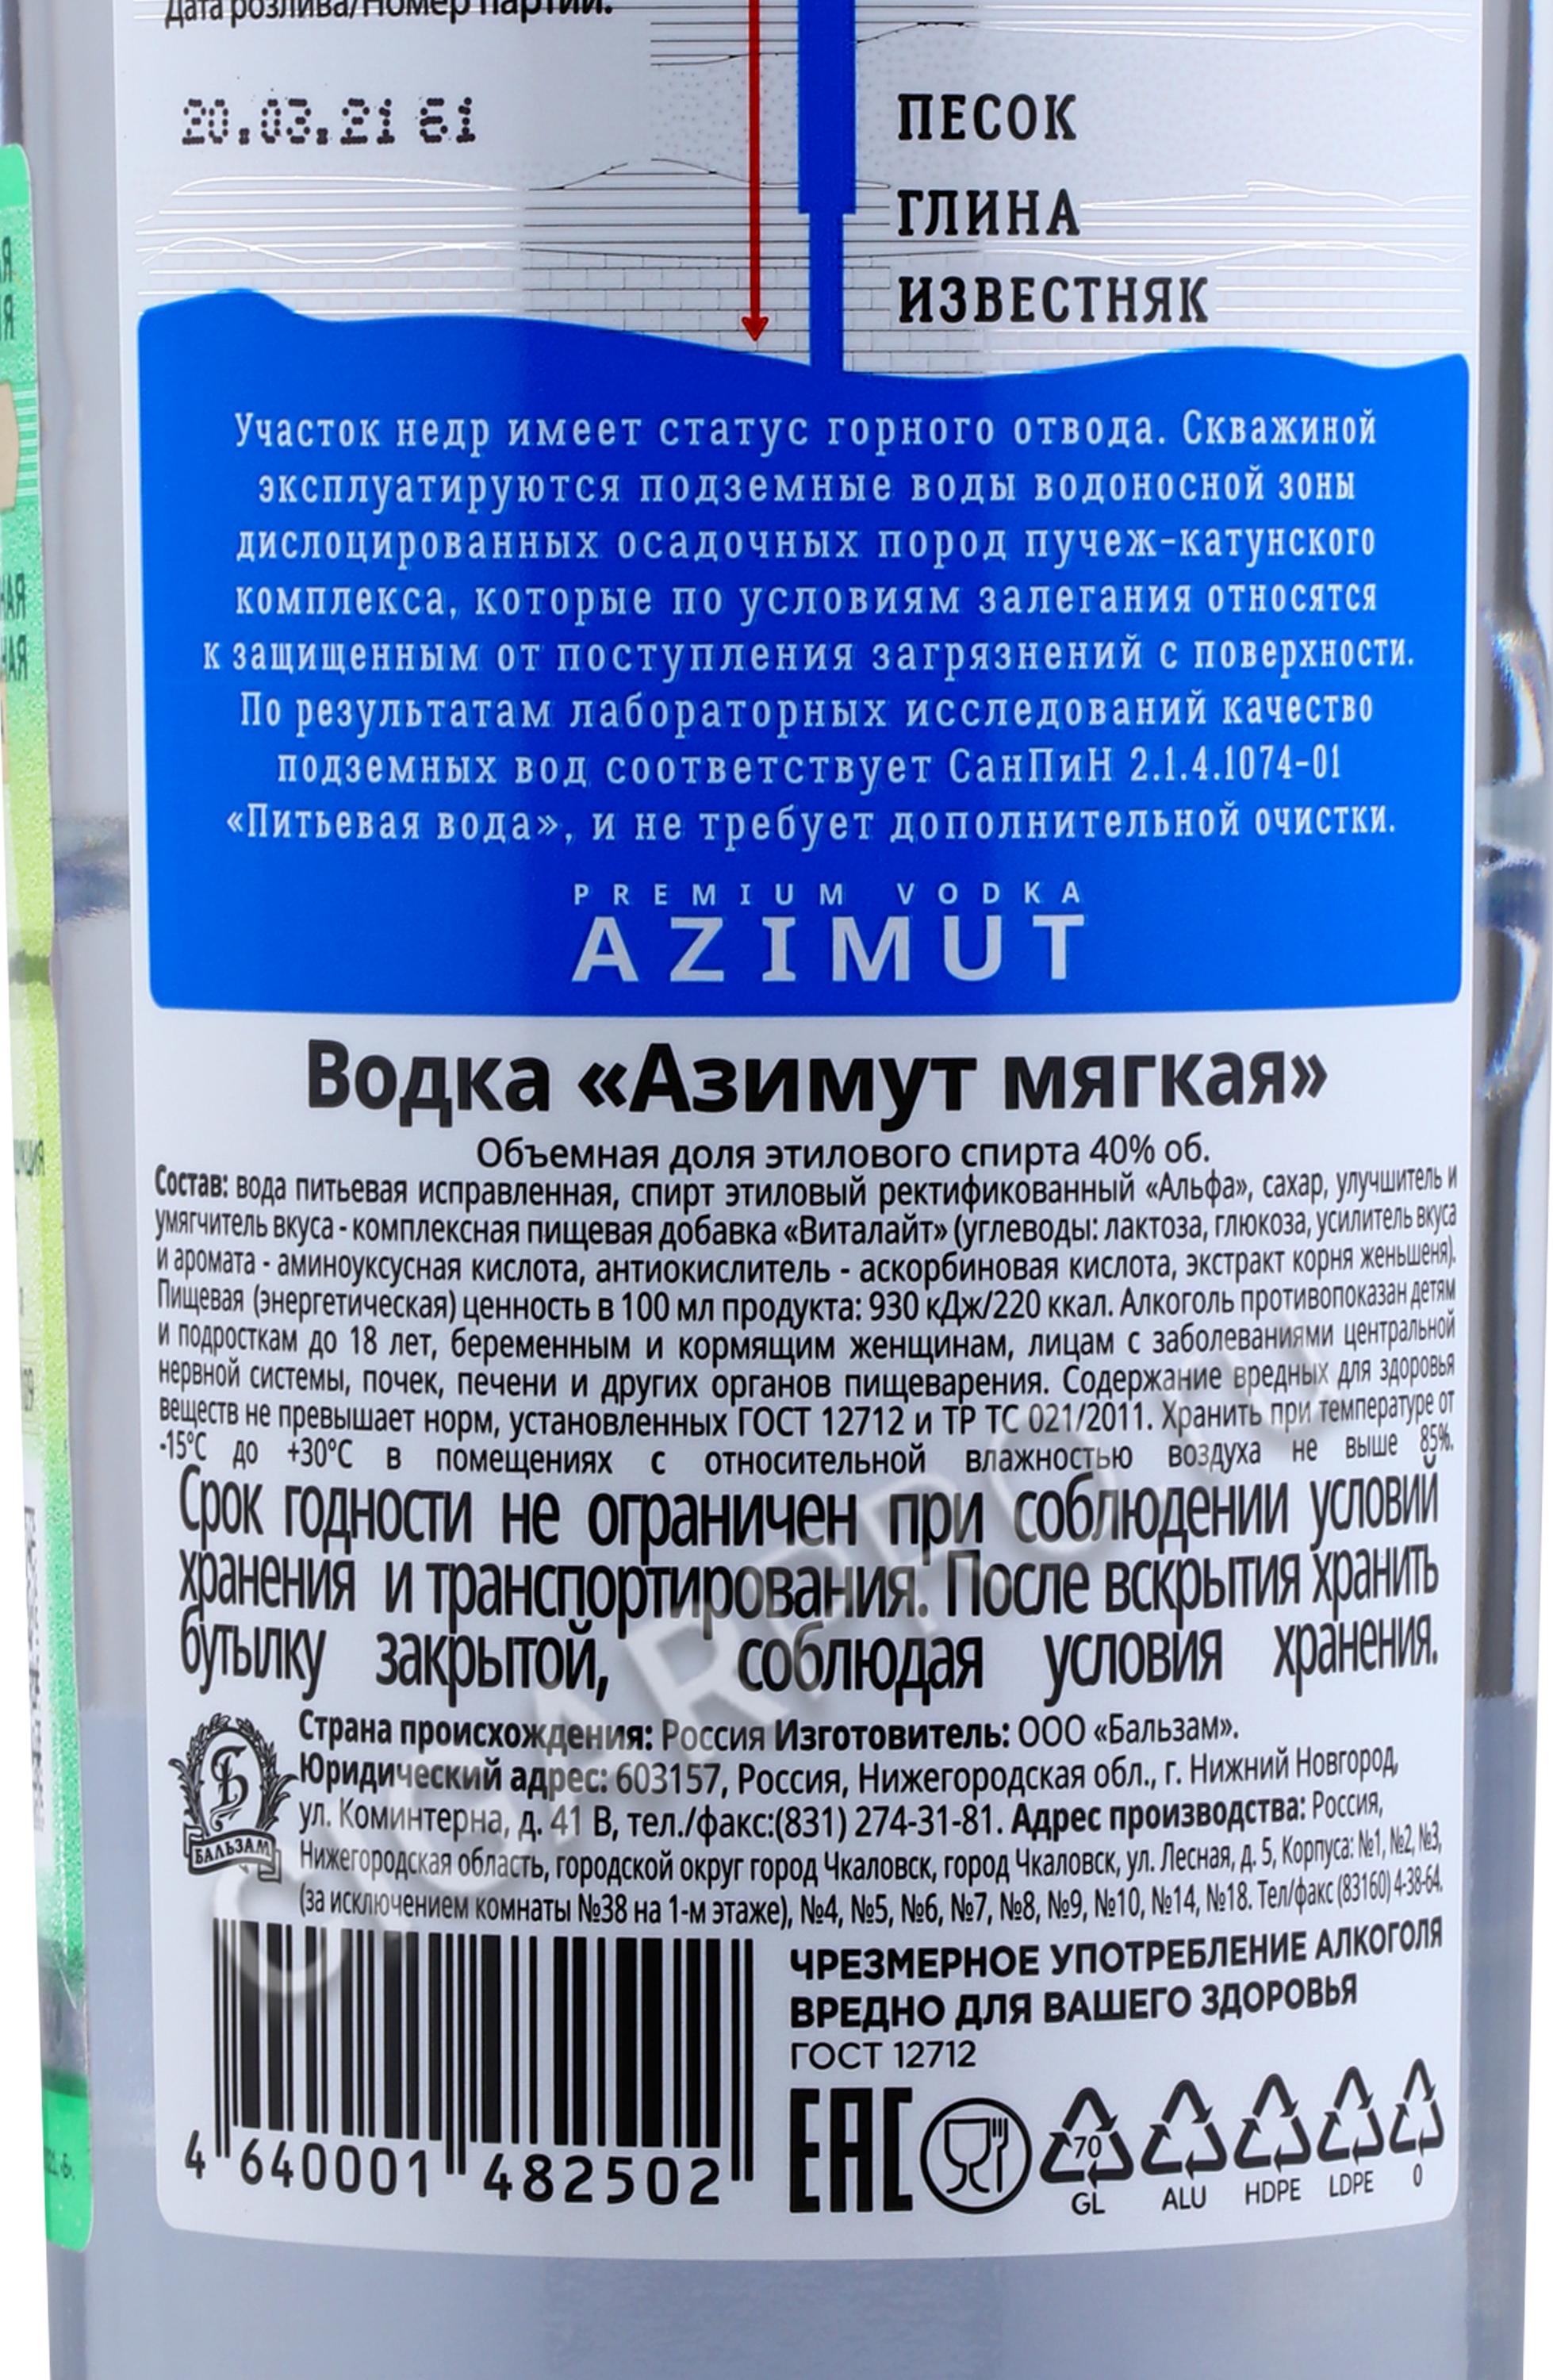 Дата розлива/Номер партии:
20.03.21 61
ПЕСОК
ГЛИНА
ИЗВЕСТНЯК
Участок недр имеет статус горного отвода. Скважиной
эксплуатируются подземные воды водоносной зоны
дислоцированных осадочных пород пучеж-катунского
комплекса, которые по условиям залегания относятся
к защищенным от поступления загрязнений с поверхности.
По результатам лабораторных исследований качество
подземных вод соответствует СанПиН 2.1.4.1074-01
«Питьевая вода», и не требует дополнительной очистки.
PREMIUM VODKA
AZIMUT
Водка «Азимут мягкая»
Объемная доля этилового спирта 40% об.
Состав: вода питьевая исправленная, спирт этиловый ректификованный «Альфа», сахар, улучшитель и
умягчитель вкуса - комплексная пищевая добавка «Виталайт» (углеводы: лактоза, глюкоза, усилитель вкуса
и аромата - аминоуксусная кислота, антиокислитель - аскорбиновая кислота, экстракт корня женьшеня).
Пищевая (энергетическая) ценность в 100 мл продукта: 930 кДж/220 ккал. Алкоголь противопоказан детям
и подросткам до 18 лет, беременным и кормящим женщинам, лицам с заболеваниями центральной
нервной системы, почек, печени и других органов пищеварения. Содержание вредных для здоровья
веществ не превышает норм, установленных ГОСТ 12712 и ТР ТС 021/2011. Хранить при температуре от
-15°C до +30°C в помещениях с относительной влажностью воздуха не выше 85%.
Срок годности не ограничен при соблюдении условий
хранения и транспортирования. После вскрытия хранить
бутылку закрытой, соблюдая условия хранения.
Страна происхождения: Россия Изготовитель: ООО «Бальзам».
Юридический адрес: 603157, Россия, Нижегородская обл., г. Нижний Новгород,
ул. Коминтерна, д. 41 В, тел./факс:(831) 274-31-81. Адрес производства: Россия,
Нижегородская область, городской округ город Чкаловск, город Чкаловск, ул. Лесная, д. 5, Корпуса: №1, №2, №3,
(за исключением комнаты №38 на 1-м этаже), №4, №5, №6, №7, №8, №9, №10, №14, №18. Тел/факс (83160) 4-38-64.
БАЛЬЗАМ
ЧРЕЗМЕРНОЕ УПОТРЕБЛЕНИЕ АЛКОГОЛЯ
ВРЕДНО ДЛЯ ВАШЕГО ЗДОРОВЬЯ
ГОСТ 12712
4 640001 482502
EAC
70
GL ALU HDPE LDPE 0
CIGARPRO.ru